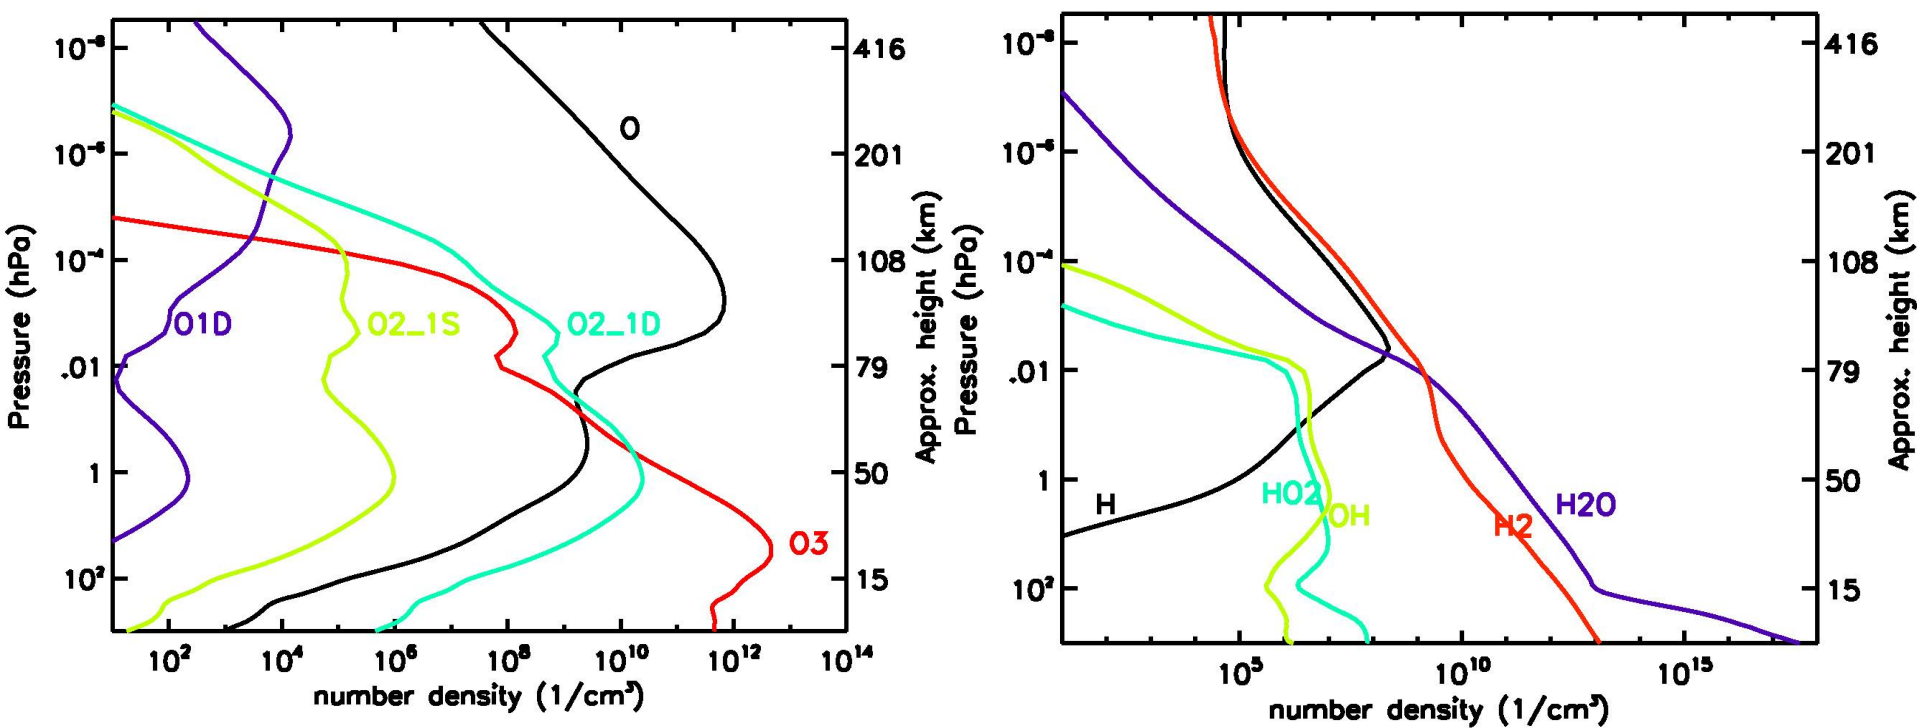 10⁻⁸
10⁻⁶
10⁻⁴
.01
1
10²
Pressure (hPa)
O
O1D
O2_1S
O2_1D
O3
416
201
108
79
50
15
Approx. height (km)
10² 10⁴ 10⁶ 10⁸ 10¹⁰ 10¹² 10¹⁴
number density (1/cm³)
10⁻⁸
10⁻⁶
10⁻⁴
.01
1
10²
Pressure (hPa)
H
HO2
OH
H2
H2O
416
201
108
79
50
15
Approx. height (km)
10⁵ 10¹⁰ 10¹⁵
number density (1/cm³)